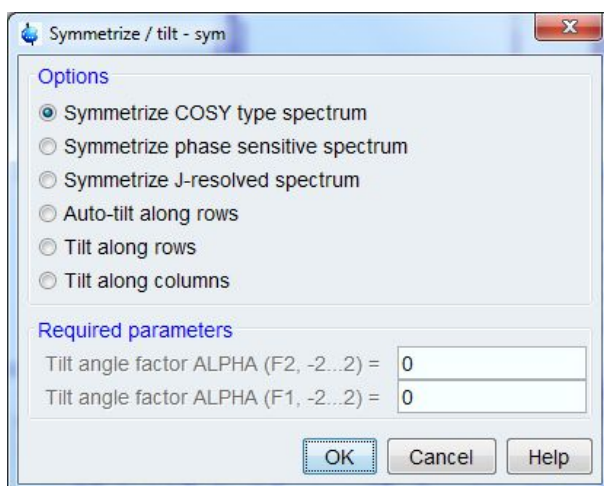 Symmetrize / tilt - sym
Options
Symmetrize COSY type spectrum
Symmetrize phase sensitive spectrum
Symmetrize J-resolved spectrum
Auto-tilt along rows
Tilt along rows
Tilt along columns
Required parameters
Tilt angle factor ALPHA (F2, -2...2) = 0
Tilt angle factor ALPHA (F1, -2...2) = 0
OK Cancel Help